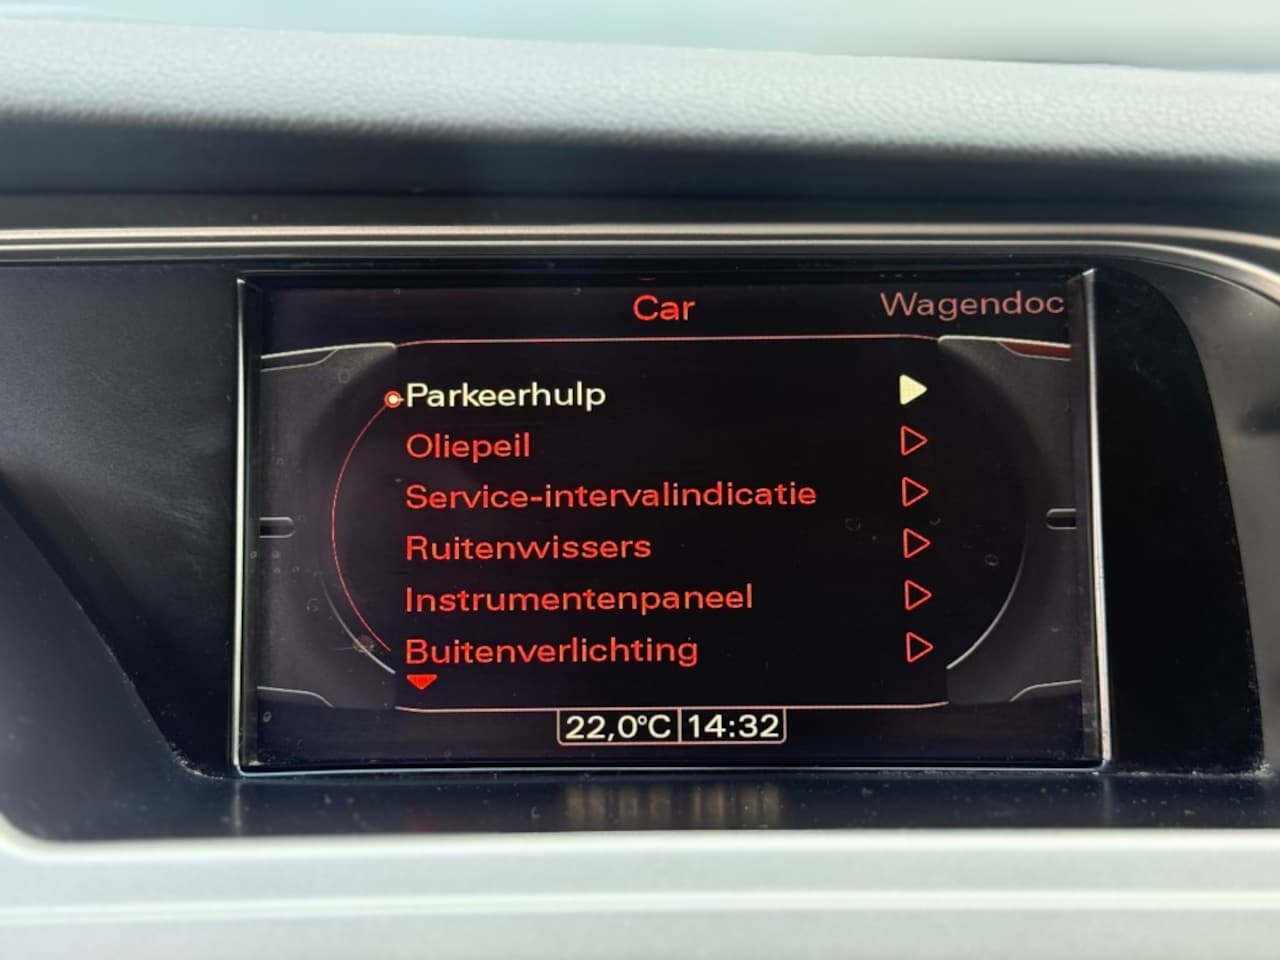 Car
Wagendoc
Parkeerhulp
Oliepeil
Service-intervalindicatie
Ruitenwissers
Instrumentenpaneel
Buitenverlichting
22,0°C 14:32